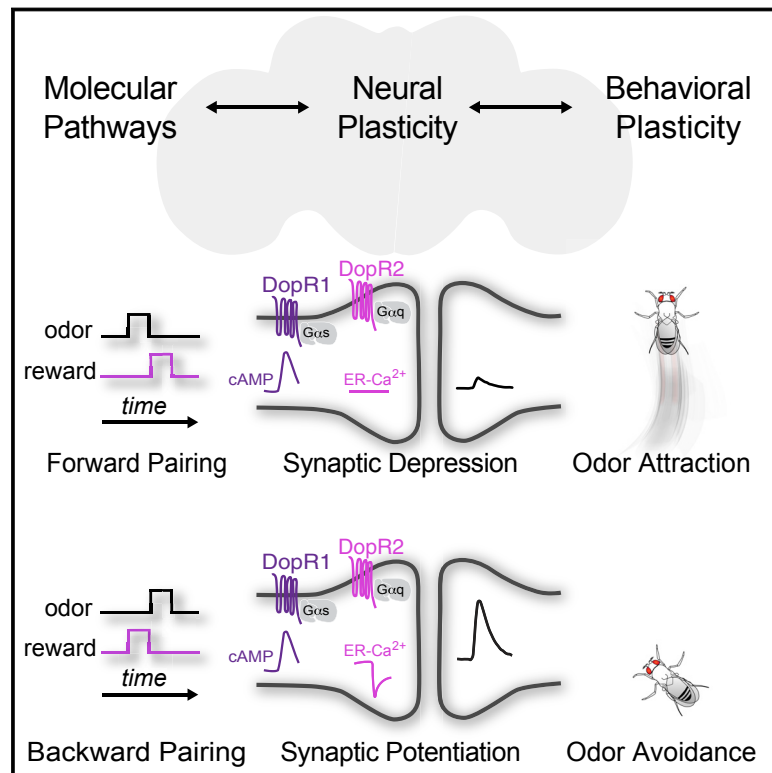 Molecular Pathways
Neural Plasticity
Behavioral Plasticity
DopR1
DopR2
Gαs
Gαq
odor
reward
cAMP
ER-Ca²⁺
time
Forward Pairing
Synaptic Depression
Odor Attraction
DopR1
DopR2
Gαs
Gαq
odor
reward
cAMP
ER-Ca²⁺
time
Backward Pairing
Synaptic Potentiation
Odor Avoidance